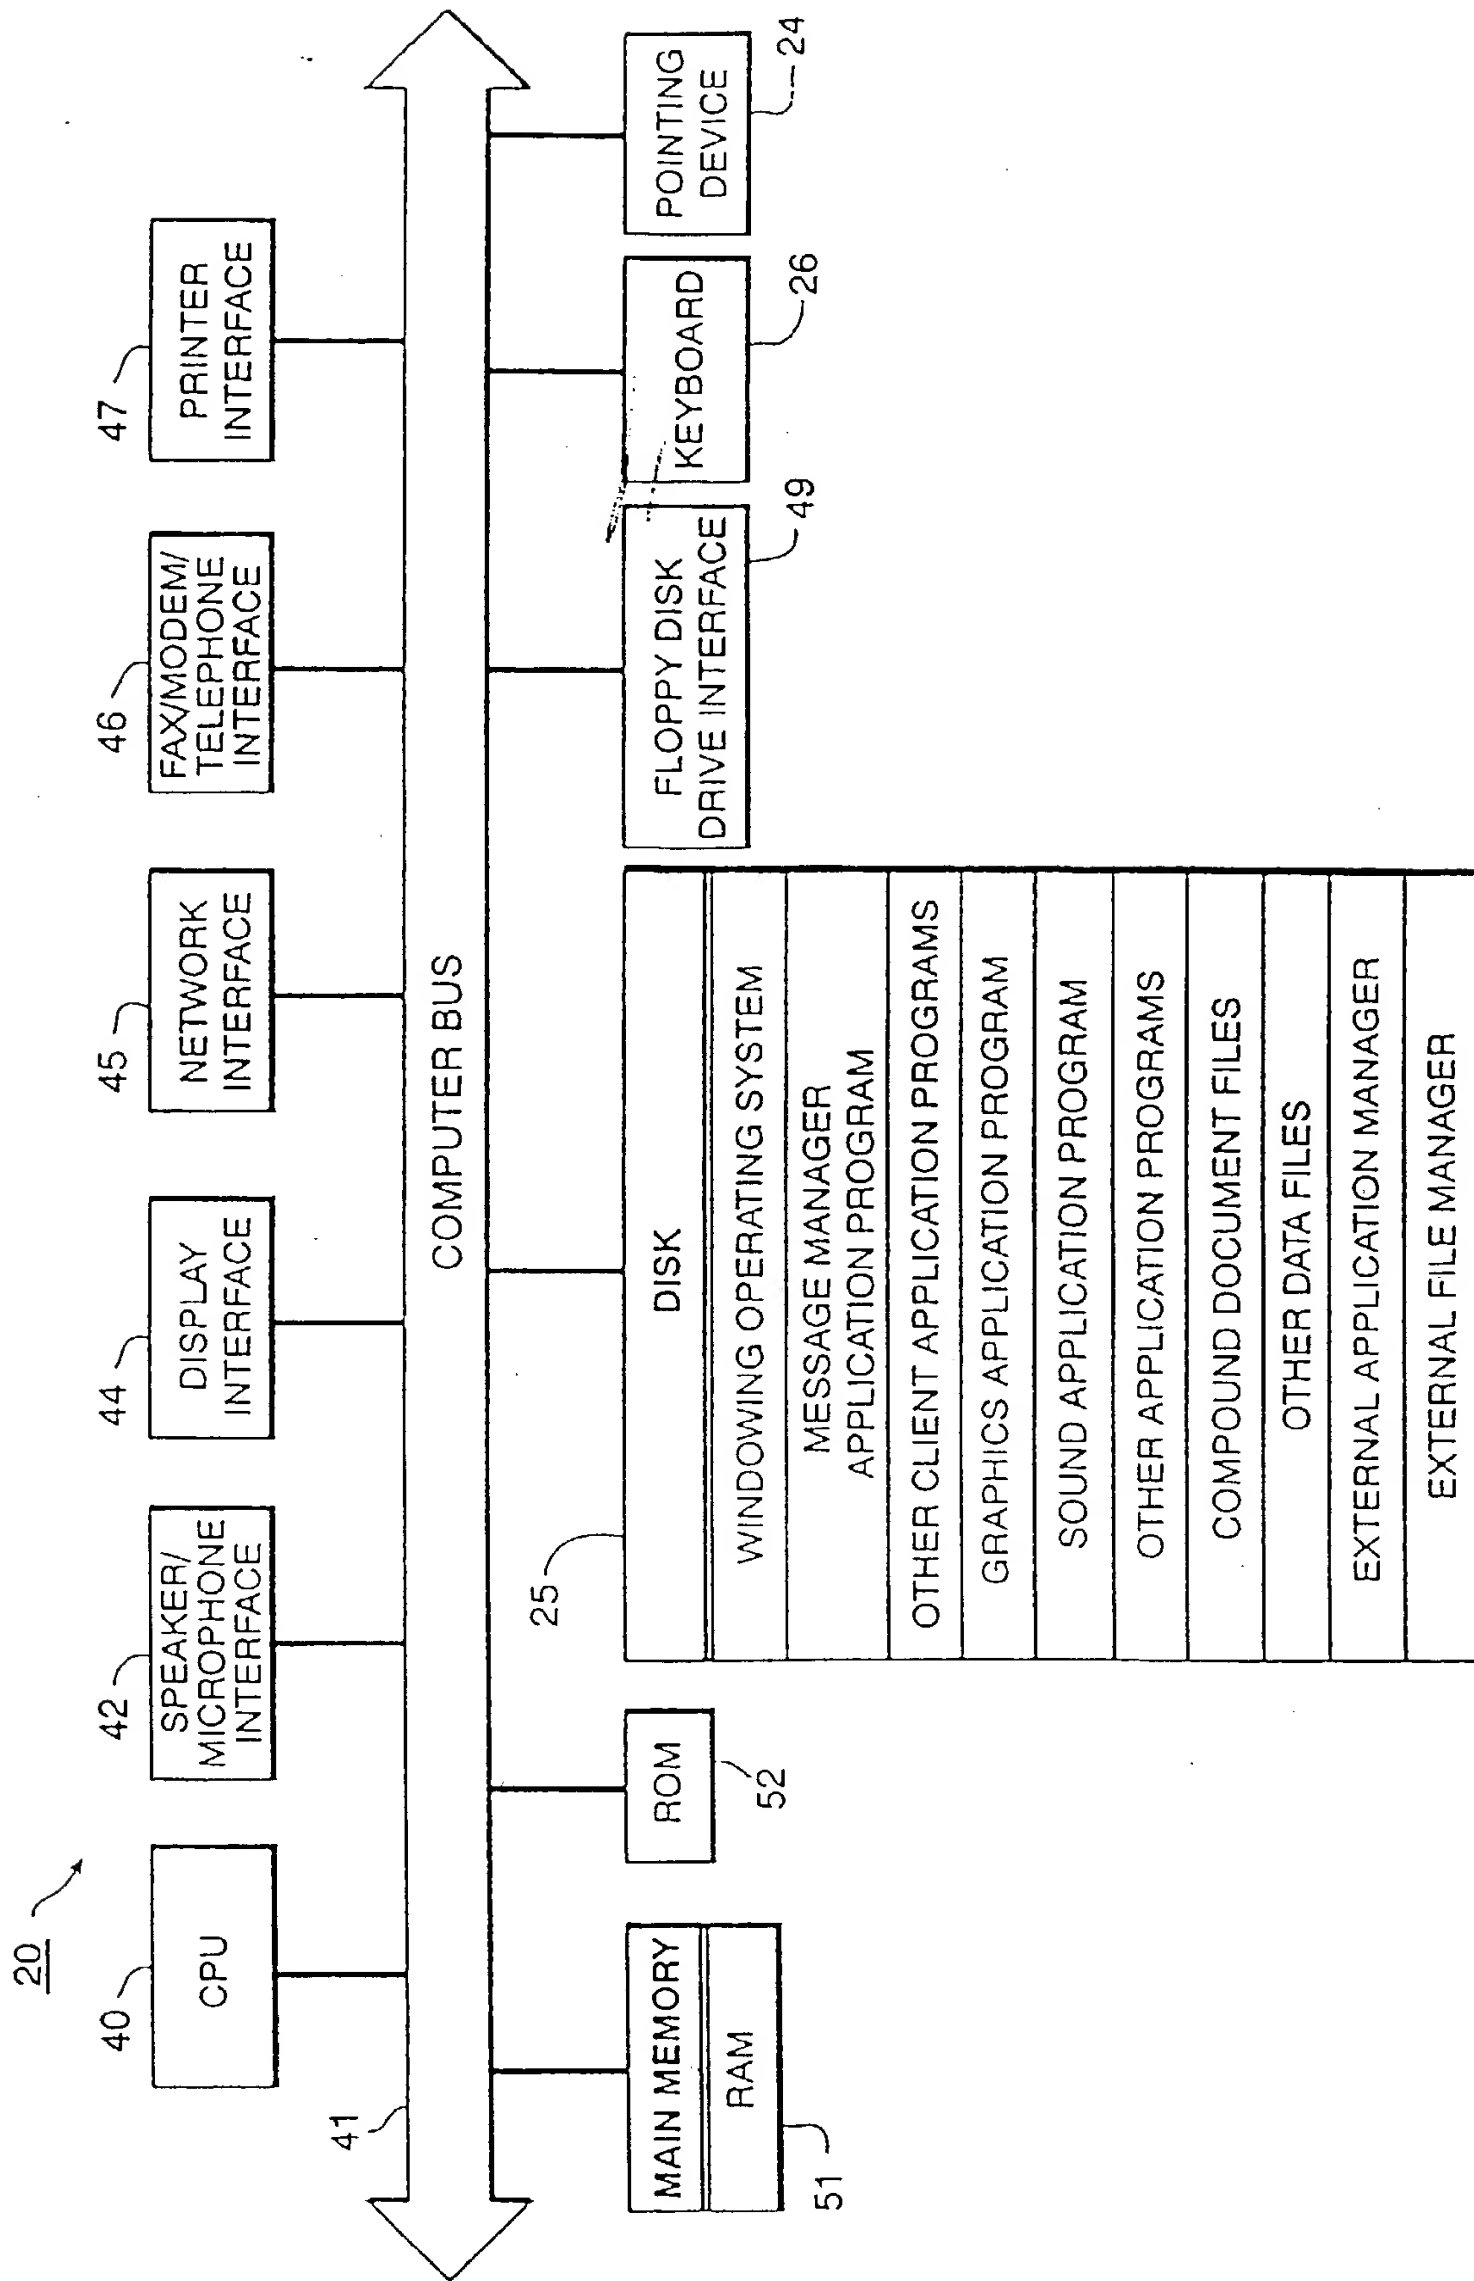 20
40
CPU
42
SPEAKER/
MICROPHONE
INTERFACE
44
DISPLAY
INTERFACE
45
NETWORK
INTERFACE
46
FAX/MODEM/
TELEPHONE
INTERFACE
47
PRINTER
INTERFACE
41
COMPUTER BUS
MAIN MEMORY
RAM
51
ROM
52
25
DISK
WINDOWING OPERATING SYSTEM
MESSAGE MANAGER
APPLICATION PROGRAM
OTHER CLIENT APPLICATION PROGRAMS
GRAPHICS APPLICATION PROGRAM
SOUND APPLICATION PROGRAM
OTHER APPLICATION PROGRAMS
COMPOUND DOCUMENT FILES
OTHER DATA FILES
EXTERNAL APPLICATION MANAGER
EXTERNAL FILE MANAGER
FLOPPY DISK
DRIVE INTERFACE
49
KEYBOARD
26
POINTING
DEVICE
24